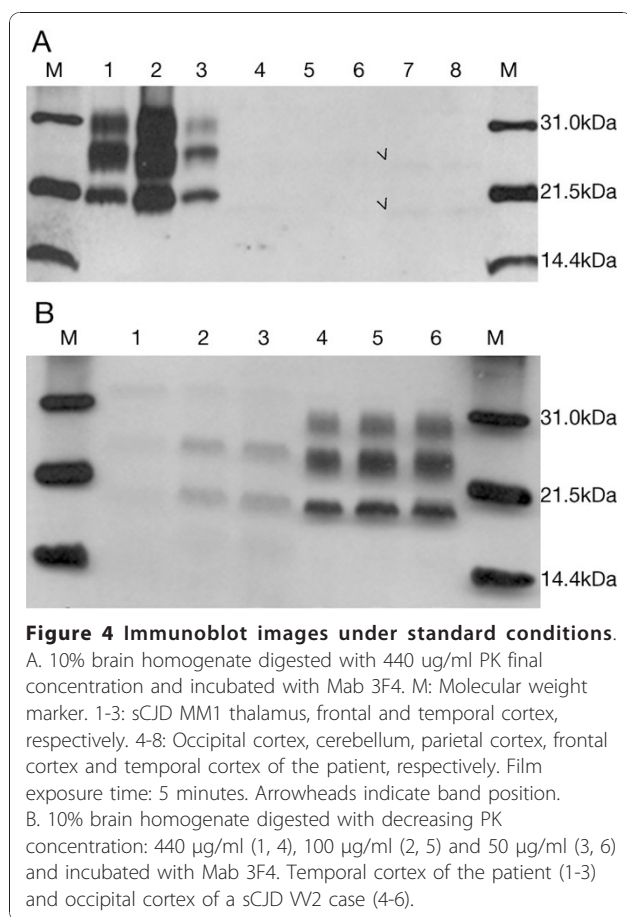 A
M 1 2 3 4 5 6 7 8 M
31.0kDa
21.5kDa
14.4kDa
B
M 1 2 3 4 5 6 M
31.0kDa
21.5kDa
14.4kDa
Figure 4 Immunoblot images under standard conditions.
A. 10% brain homogenate digested with 440 ug/ml PK final
concentration and incubated with Mab 3F4. M: Molecular weight
marker. 1-3: sCJD MM1 thalamus, frontal and temporal cortex,
respectively. 4-8: Occipital cortex, cerebellum, parietal cortex, frontal
cortex and temporal cortex of the patient, respectively. Film
exposure time: 5 minutes. Arrowheads indicate band position.
B. 10% brain homogenate digested with decreasing PK
concentration: 440 μg/ml (1, 4), 100 μg/ml (2, 5) and 50 μg/ml (3, 6)
and incubated with Mab 3F4. Temporal cortex of the patient (1-3)
and occipital cortex of a sCJD VV2 case (4-6).